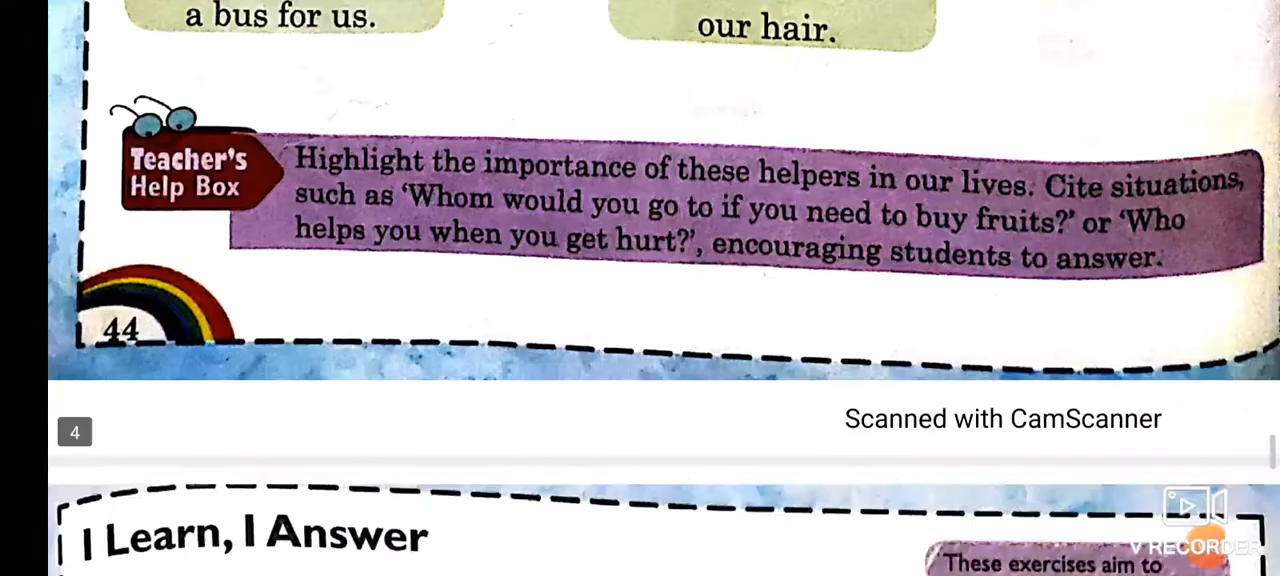 a bus for us.
our hair.
Teacher's
Help Box
Highlight the importance of these helpers in our lives. Cite situations,
such as 'Whom would you go to if you need to buy fruits?' or 'Who
helps you when you get hurt?', encouraging students to answer.
44
4
Scanned with CamScanner
I Learn, I Answer
V RECORDER
These exercises aim to